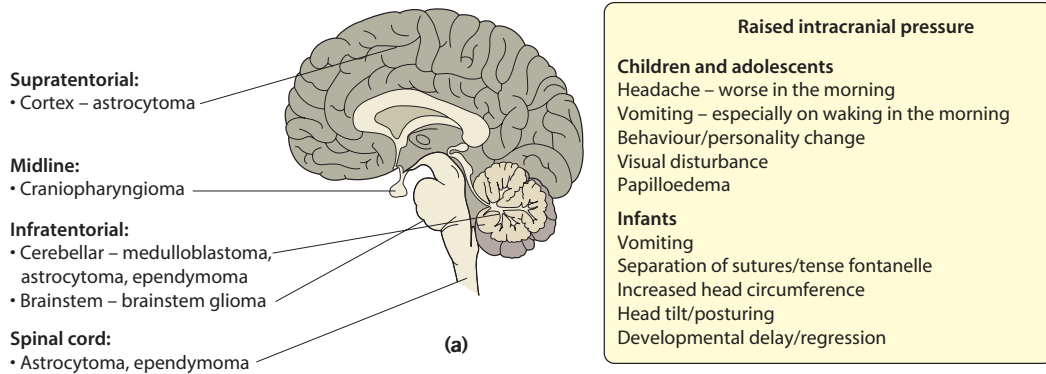 Supratentorial:
• Cortex – astrocytoma
Midline:
• Craniopharyngioma
Infratentorial:
• Cerebellar – medulloblastoma,
astrocytoma, ependymoma
• Brainstem – brainstem glioma
Spinal cord:
• Astrocytoma, ependymoma
(a)
Raised intracranial pressure
Children and adolescents
Headache – worse in the morning
Vomiting – especially on waking in the morning
Behaviour/personality change
Visual disturbance
Papilloedema
Infants
Vomiting
Separation of sutures/tense fontanelle
Increased head circumference
Head tilt/posturing
Developmental delay/regression